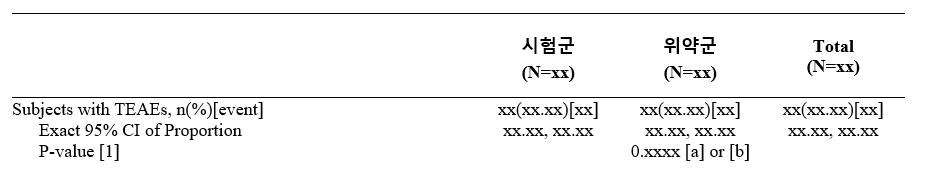 시험군 위약군 Total
(N=xx) (N=xx) (N=xx)
Subjects with TEAEs, n(%)[event] xx(xx.xx)[xx] xx(xx.xx)[xx] xx(xx.xx)[xx]
Exact 95% CI of Proportion xx.xx, xx.xx xx.xx, xx.xx xx.xx, xx.xx
P-value [1] 0.xxxx [a] or [b]